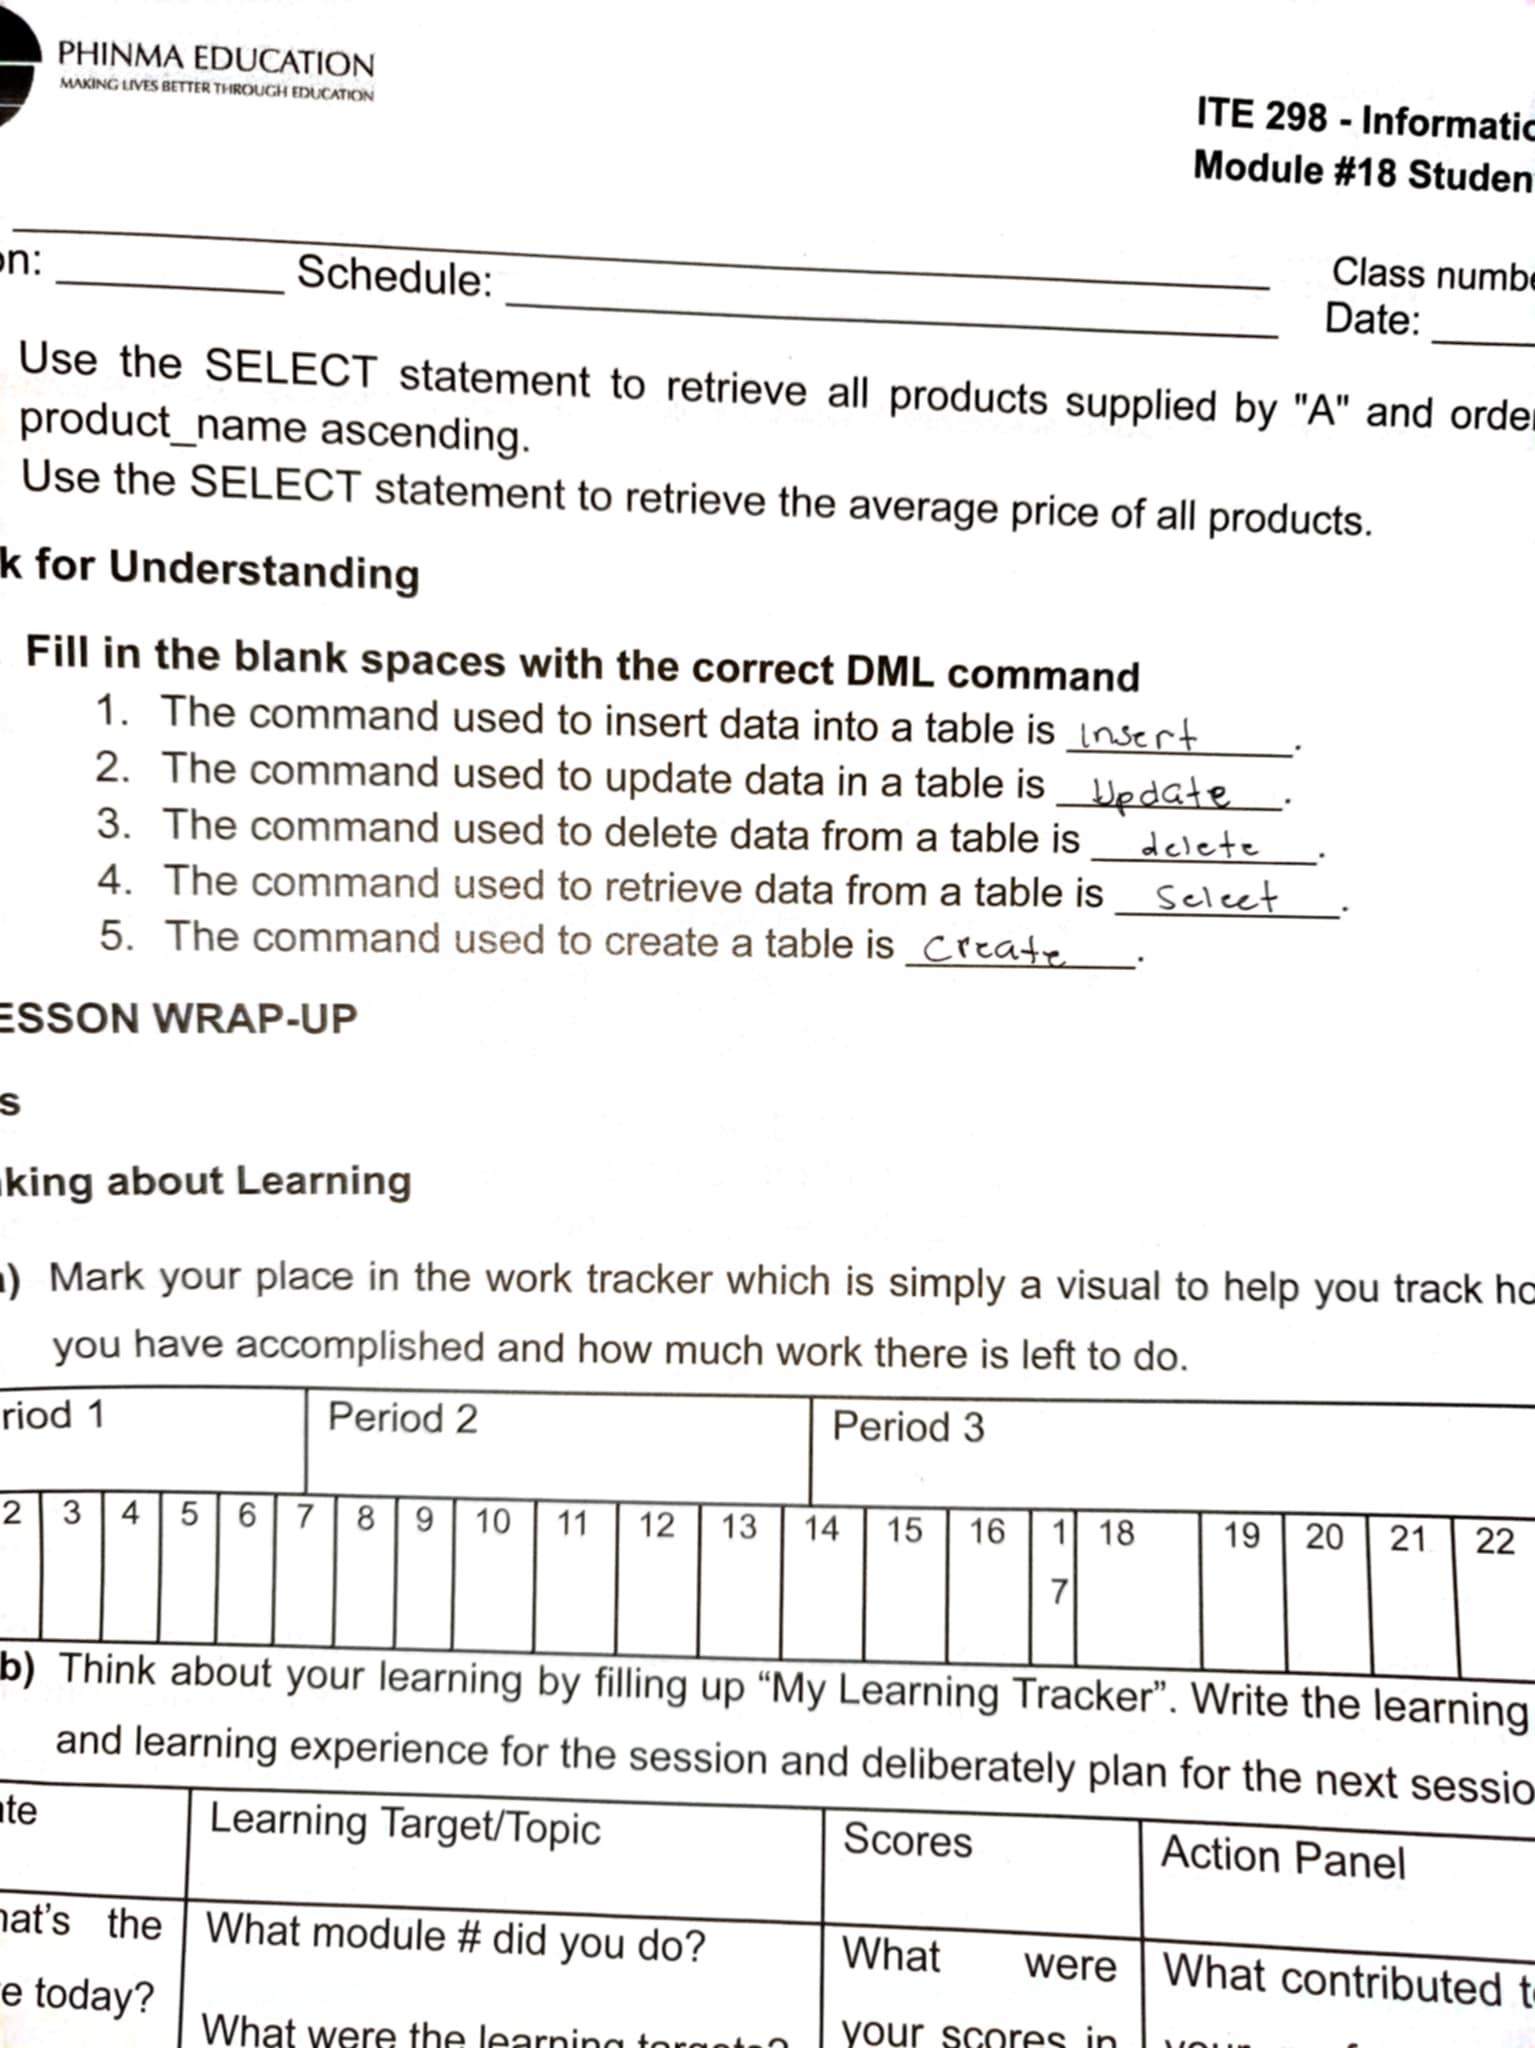 PHINMA EDUCATION
MAKING LIVES BETTER THROUGH EDUCATION
ITE 298 - Informatio
Module #18 Studen
on: Schedule: Class numbe
Date:
Use the SELECT statement to retrieve all products supplied by "A" and order
product_name ascending.
Use the SELECT statement to retrieve the average price of all products.
k for Understanding
Fill in the blank spaces with the correct DML command
1. The command used to insert data into a table is Insert.
2. The command used to update data in a table is Update.
3. The command used to delete data from a table is delete.
4. The command used to retrieve data from a table is Select.
5. The command used to create a table is Create.
ESSON WRAP-UP
s
king about Learning
a) Mark your place in the work tracker which is simply a visual to help you track ho
you have accomplished and how much work there is left to do.
riod 1 Period 2 Period 3
2 3 4 5 6 7 8 9 10 11 12 13 14 15 16 17 18 19 20 21 22
b) Think about your learning by filling up “My Learning Tracker”. Write the learning
and learning experience for the session and deliberately plan for the next sessio
ate Learning Target/Topic Scores Action Panel
hat's the What module # did you do? What were What contributed t
e today? What were the learning targets? your scores in